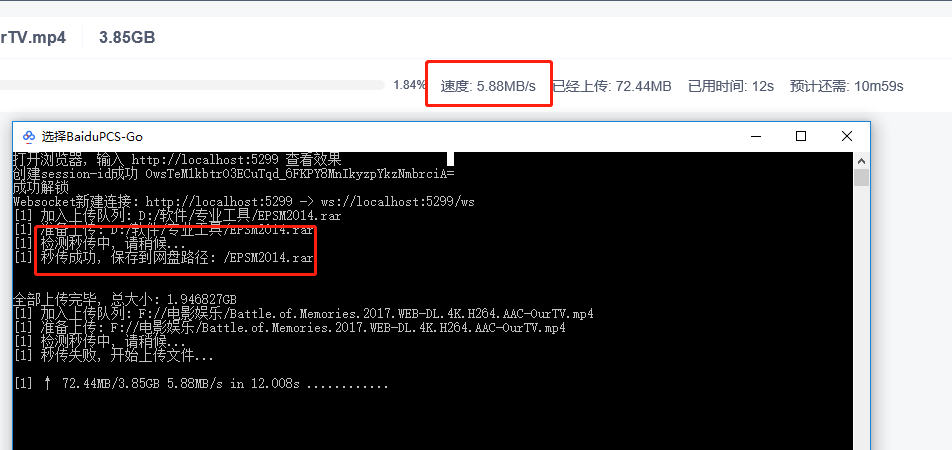 rTV.mp4 3.85GB
1.84% 速度: 5.88MB/s 已经上传: 72.44MB 已用时间: 12s 预计还需: 10m59s
选择BaiduPCS-Go
打开浏览器, 输入 http://localhost:5299 查看效果
创建session-id成功 OwsTeM1kbtrO3ECuTqd_6FKPY8MnIkyzpYkzNmbrciA=
成功解锁
Websocket新建连接: localhost:5299 -> ws://localhost:5299/ws
[1] 加入上传队列: D:/软件/专业工具/EPSM2014.rar
[1] 准备上传: D:/软件/专业工具/EPSM2014.rar
[1] 检测秒传中, 请稍候...
[1] 秒传成功, 保存到网盘路径: /EPSM2014.rar
全部上传完毕, 总大小: 1.946827GB
[1] 加入上传队列: F://电影娱乐/Battle.of.Memories.2017.WEB-DL.4K.H264.AAC-OurTV.mp4
[1] 准备上传: F://电影娱乐/Battle.of.Memories.2017.WEB-DL.4K.H264.AAC-OurTV.mp4
[1] 检测秒传中, 请稍候...
[1] 秒传失败, 开始上传文件...
[1] ↑ 72.44MB/3.85GB 5.88MB/s in 12.008s ............